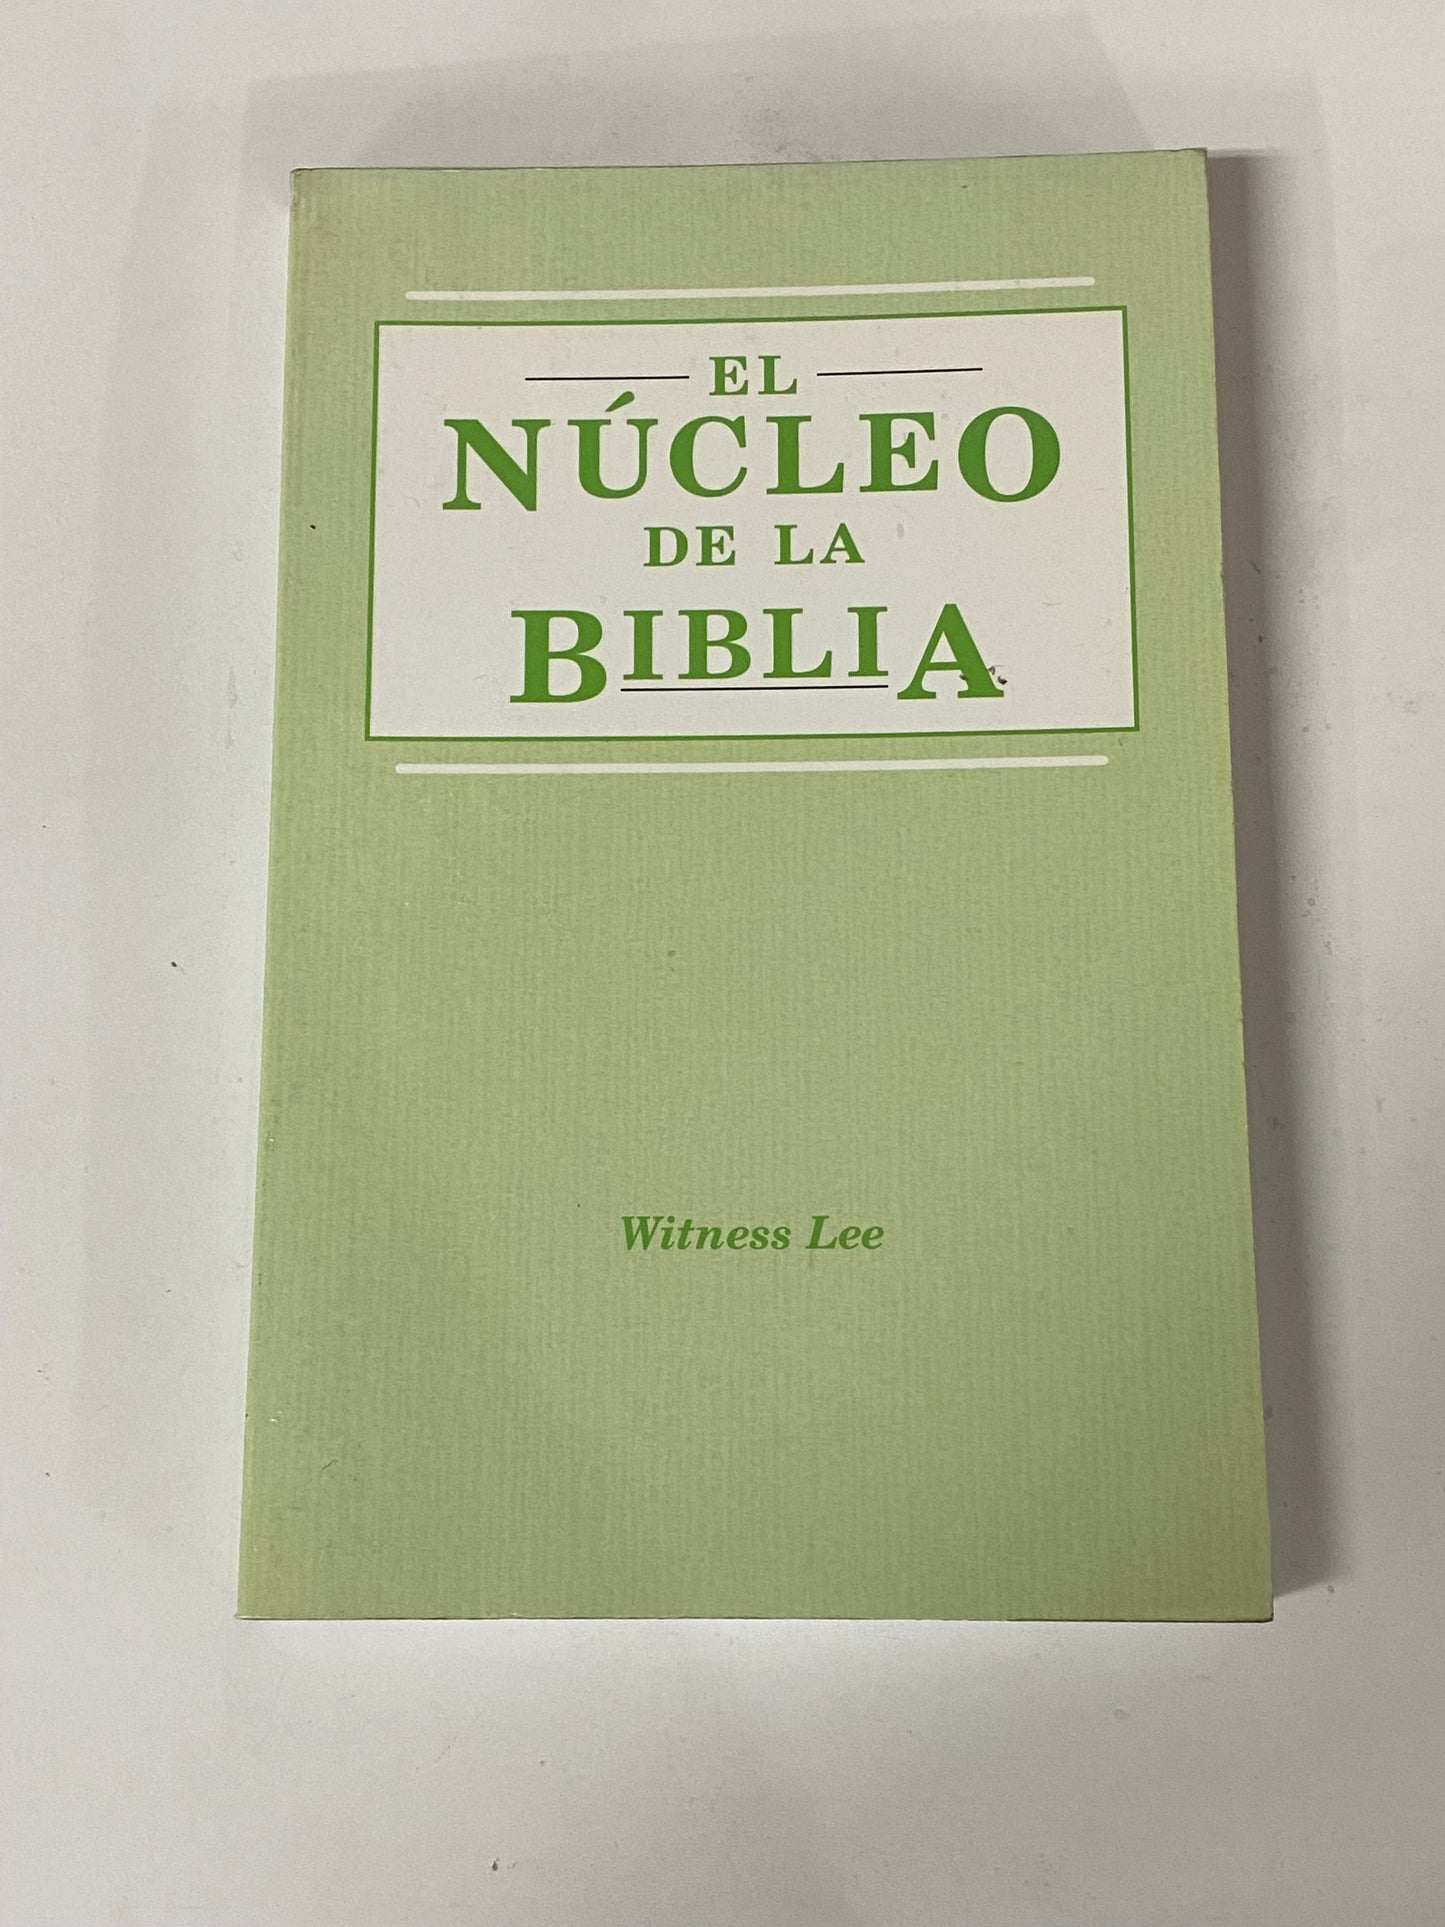 EL
NÚCLEO
DE LA
BIBLIA
Witness Lee